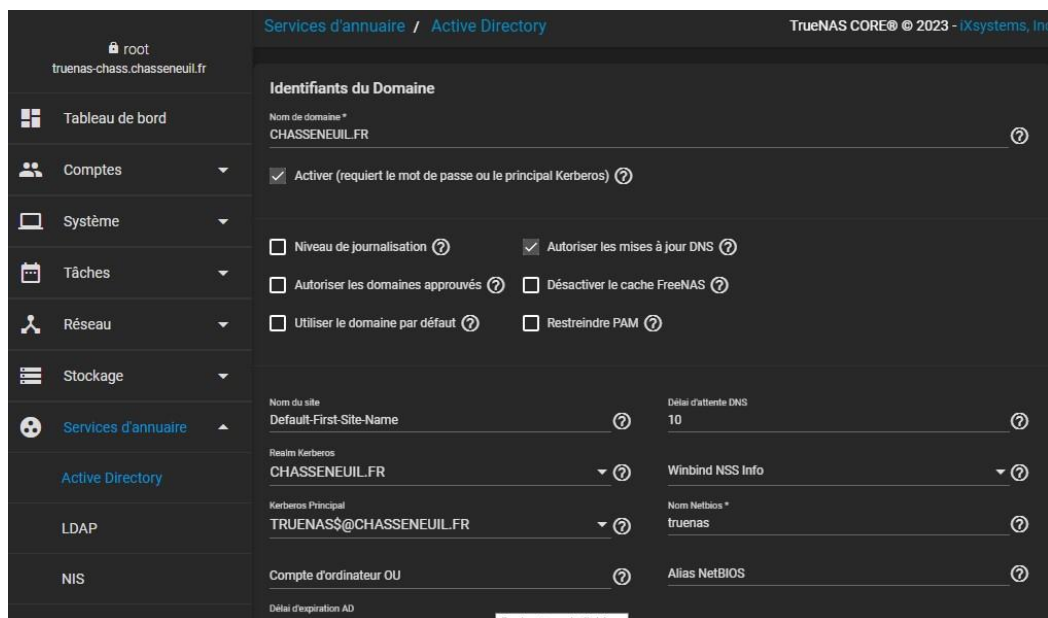 Services d'annuaire / Active Directory
TrueNAS CORE® © 2023 - iXsystems, Inc
root
truenas-chass.chasseneuil.fr
Tableau de bord
Comptes
Système
Tâches
Réseau
Stockage
Services d'annuaire
Active Directory
LDAP
NIS
Identifiants du Domaine
Nom de domaine *
CHASSENEUIL.FR
Activer (requiert le mot de passe ou le principal Kerberos)
Niveau de journalisation
Autoriser les mises à jour DNS
Autoriser les domaines approuvés
Désactiver le cache FreeNAS
Utiliser le domaine par défaut
Restreindre PAM
Nom du site
Default-First-Site-Name
Délai d'attente DNS
10
Realm Kerberos
CHASSENEUIL.FR
Winbind NSS Info
Kerberos Principal
TRUENAS$@CHASSENEUIL.FR
Nom Netbios *
truenas
Compte d'ordinateur OU
Alias NetBIOS
Délai d'expiration AD